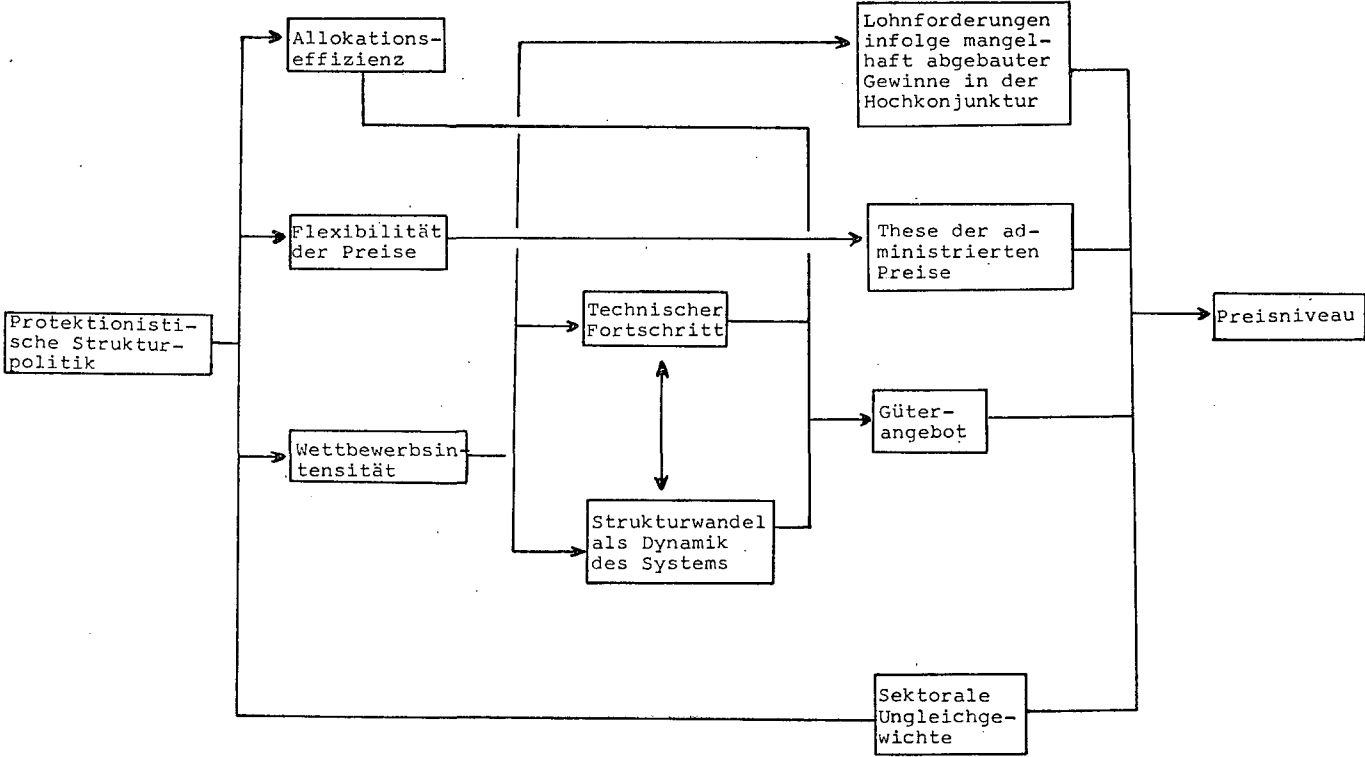 Allokations-
effizienz
Lohnforderungen
infolge mangel-
haft abgebauter
Gewinne in der
Hochkonjunktur
Flexibilität
der Preise
These der ad-
ministrierten
Preise
Protektionisti-
sche Struktur-
politik
Technischer
Fortschritt
Preisniveau
Wettbewerbsin-
tensität
Güter-
angebot
Strukturwandel
als Dynamik
des Systems
Sektorale
Ungleichge-
wichte